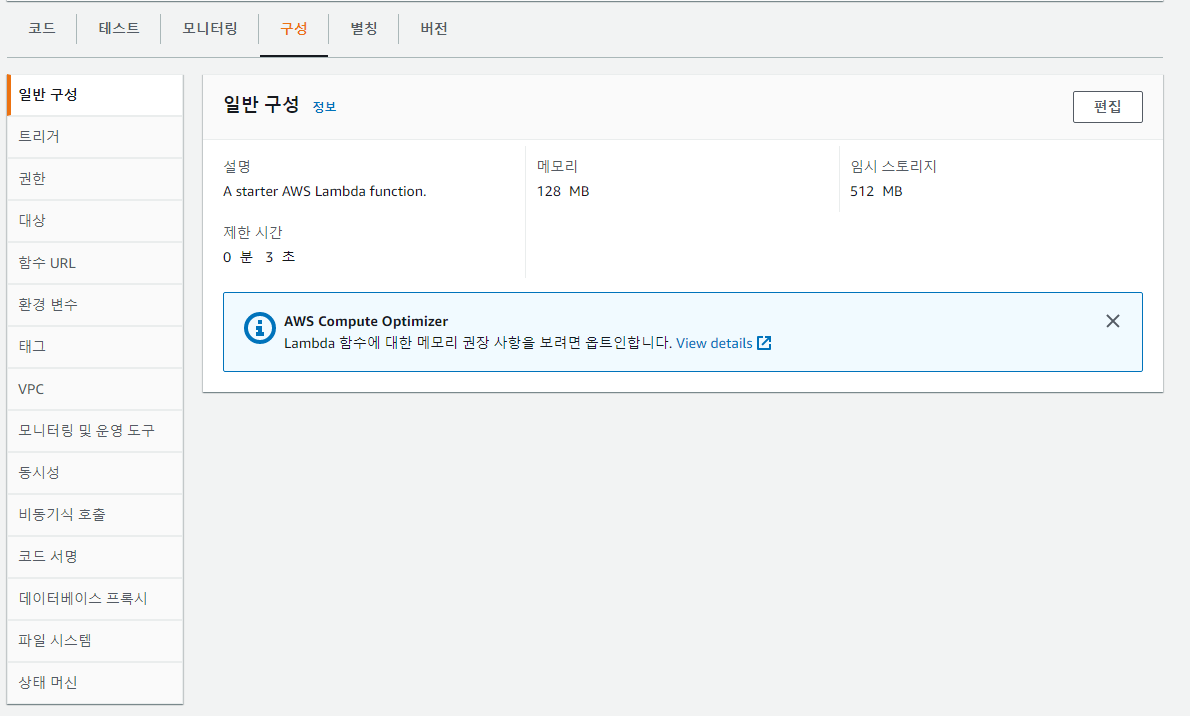 코드 테스트 모니터링 구성 별칭 버전
일반 구성
트리거
권한
대상
함수 URL
환경 변수
태그
VPC
모니터링 및 운영 도구
동시성
비동기식 호출
코드 서명
데이터베이스 프록시
파일 시스템
상태 머신
일반 구성 정보
편집
설명
A starter AWS Lambda function.
메모리
128 MB
임시 스토리지
512 MB
제한 시간
0 분 3 초
AWS Compute Optimizer
Lambda 함수에 대한 메모리 권장 사항을 보려면 옵트인합니다. View details